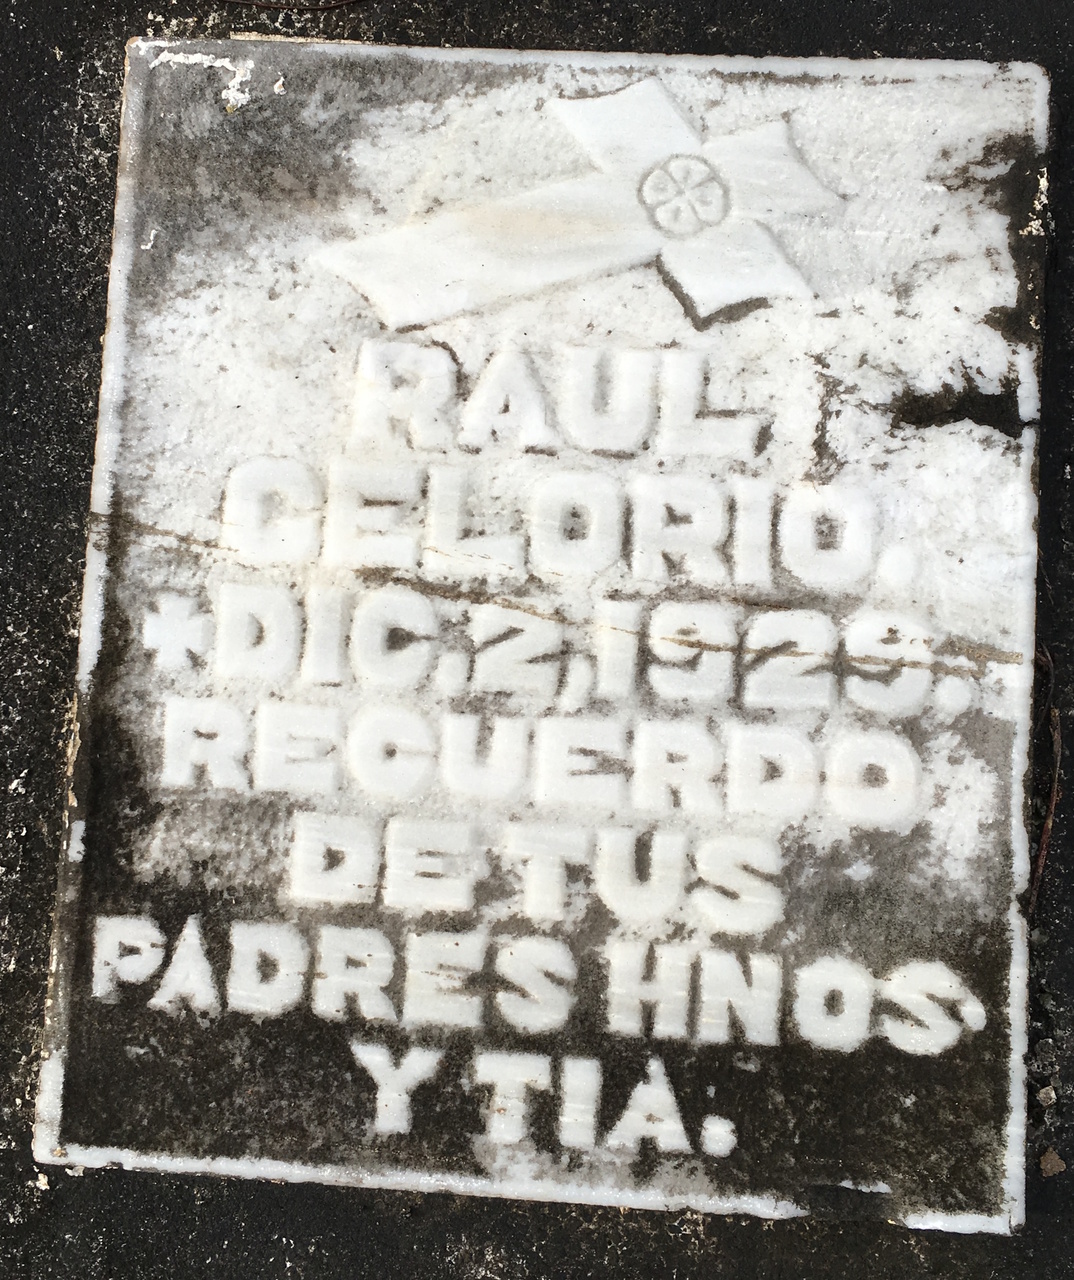 RAUL,
CELORIO,
+DIC.2,1929.
RECUERDO
DE TUS
PADRES HNOS
Y TIA.